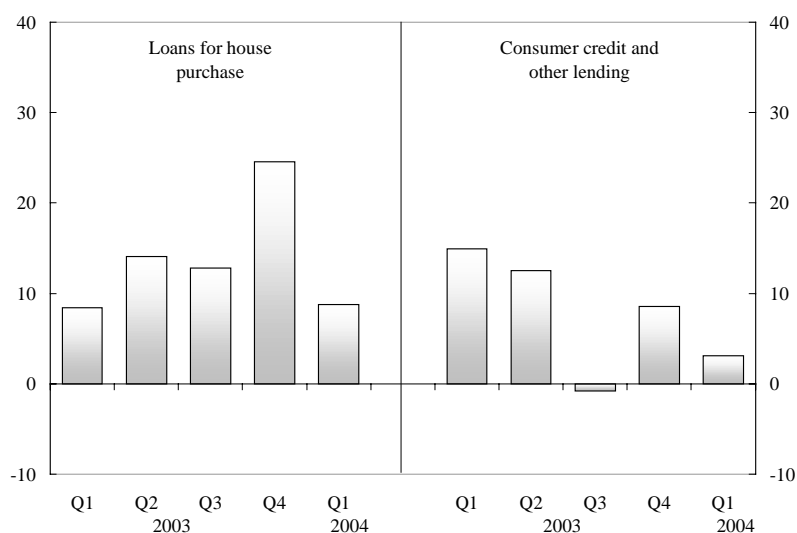 40
30
20
10
0
-10
Loans for house
purchase
Consumer credit and
other lending
40
30
20
10
0
-10
Q1 Q2 Q3 Q4 Q1
2003 2004
Q1 Q2 Q3 Q4 Q1
2003 2004